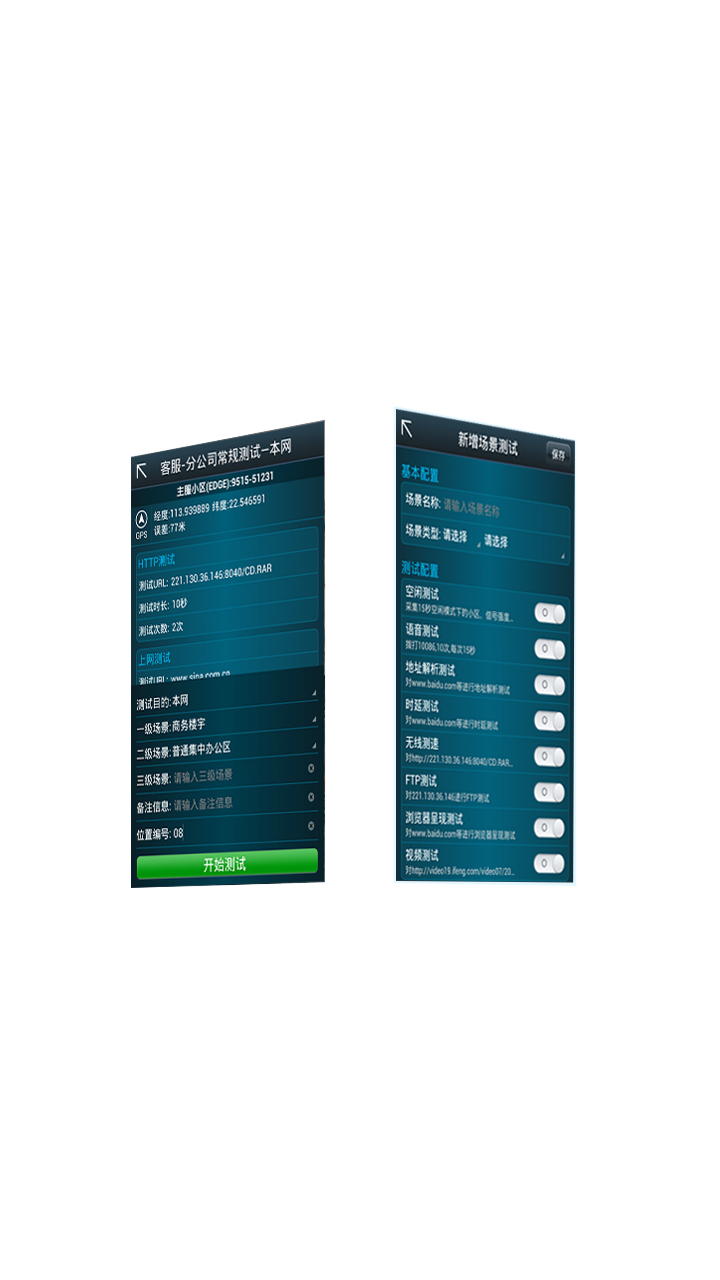 客服-分公司常规测试-本网
主服小区(EDGE):9515-51231
经度:113.939889 纬度:22.546591
误差:77米
GPS
HTTP测试
测试URL: 221.130.36.146:8040/CD.RAR
测试时长: 10秒
测试次数: 2次
上网测试
测试URL: www.sina.com.cn
测试目的:本网
一级场景:商务楼宇
二级场景:普通集中办公区
三级场景: 请输入三级场景
备注信息: 请输入备注信息
位置编号: 08
开始测试
新增场景测试
保存
基本配置
场景名称: 请输入场景名称
场景类型: 请选择 请选择
测试配置
空闲测试
采集15秒空闲模式下的小区、信号强度..
语音测试
拨打10086,10次,每次15秒
地址解析测试
对www.baidu.com等进行地址解析测试
时延测试
对www.baidu.com等进行时延测试
无线测速
对http://221.130.36.146:8040/CD.RAR..
FTP测试
对221.130.36.146进行FTP测试
浏览器呈现测试
对www.baidu.com等进行浏览器呈现测试
视频测试
对http://video19.ifeng.com/video07/20..